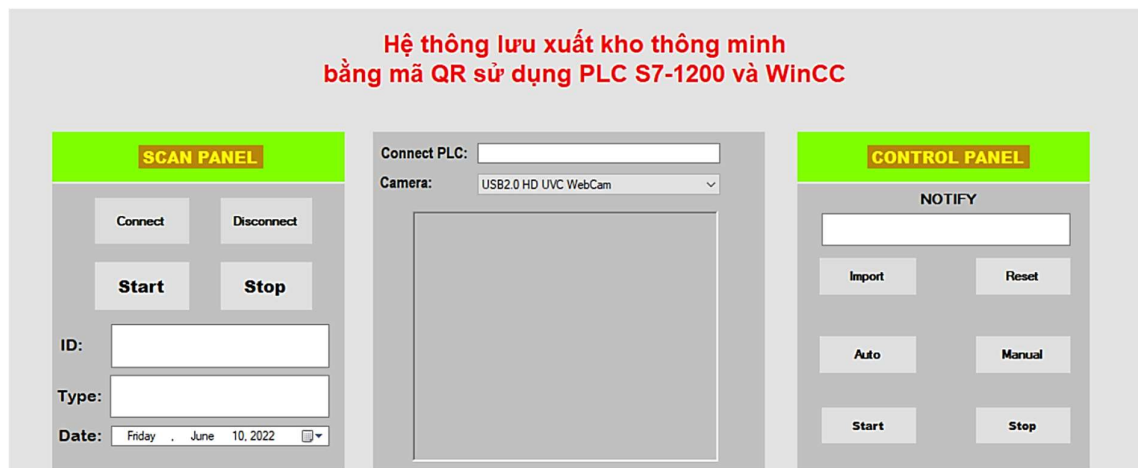 Hệ thông lưu xuất kho thông minh
bằng mã QR sử dụng PLC S7-1200 và WinCC
SCAN PANEL
Connect Disconnect
Start Stop
ID:
Type:
Date: Friday , June 10, 2022
Connect PLC:
Camera: USB2.0 HD UVC WebCam
CONTROL PANEL
NOTIFY
Import Reset
Auto Manual
Start Stop